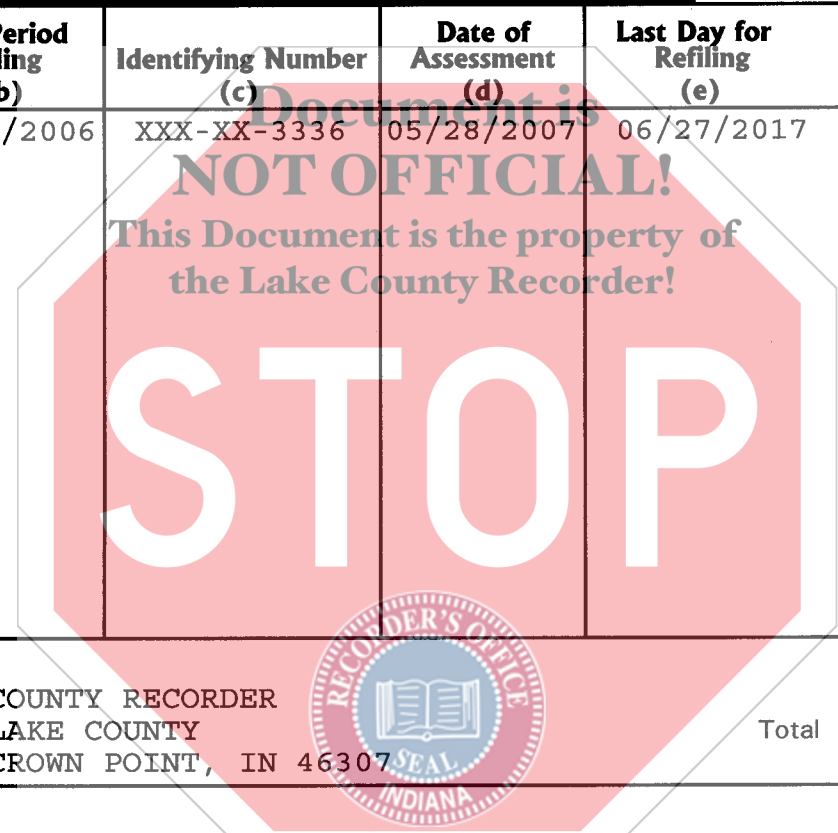 Period Identifying Number Date of Last Day for
ling (c) Assessment Refiling
b) (d) (e)
/2006 XXX-XX-3336 05/28/2007 06/27/2017
Document is
NOT OFFICIAL!
This Document is the property of
the Lake County Recorder!
STOP
COUNTY RECORDER
LAKE COUNTY Total
CROWN POINT, IN 46307
RECORDER'S OFFICE
SEAL
INDIANA